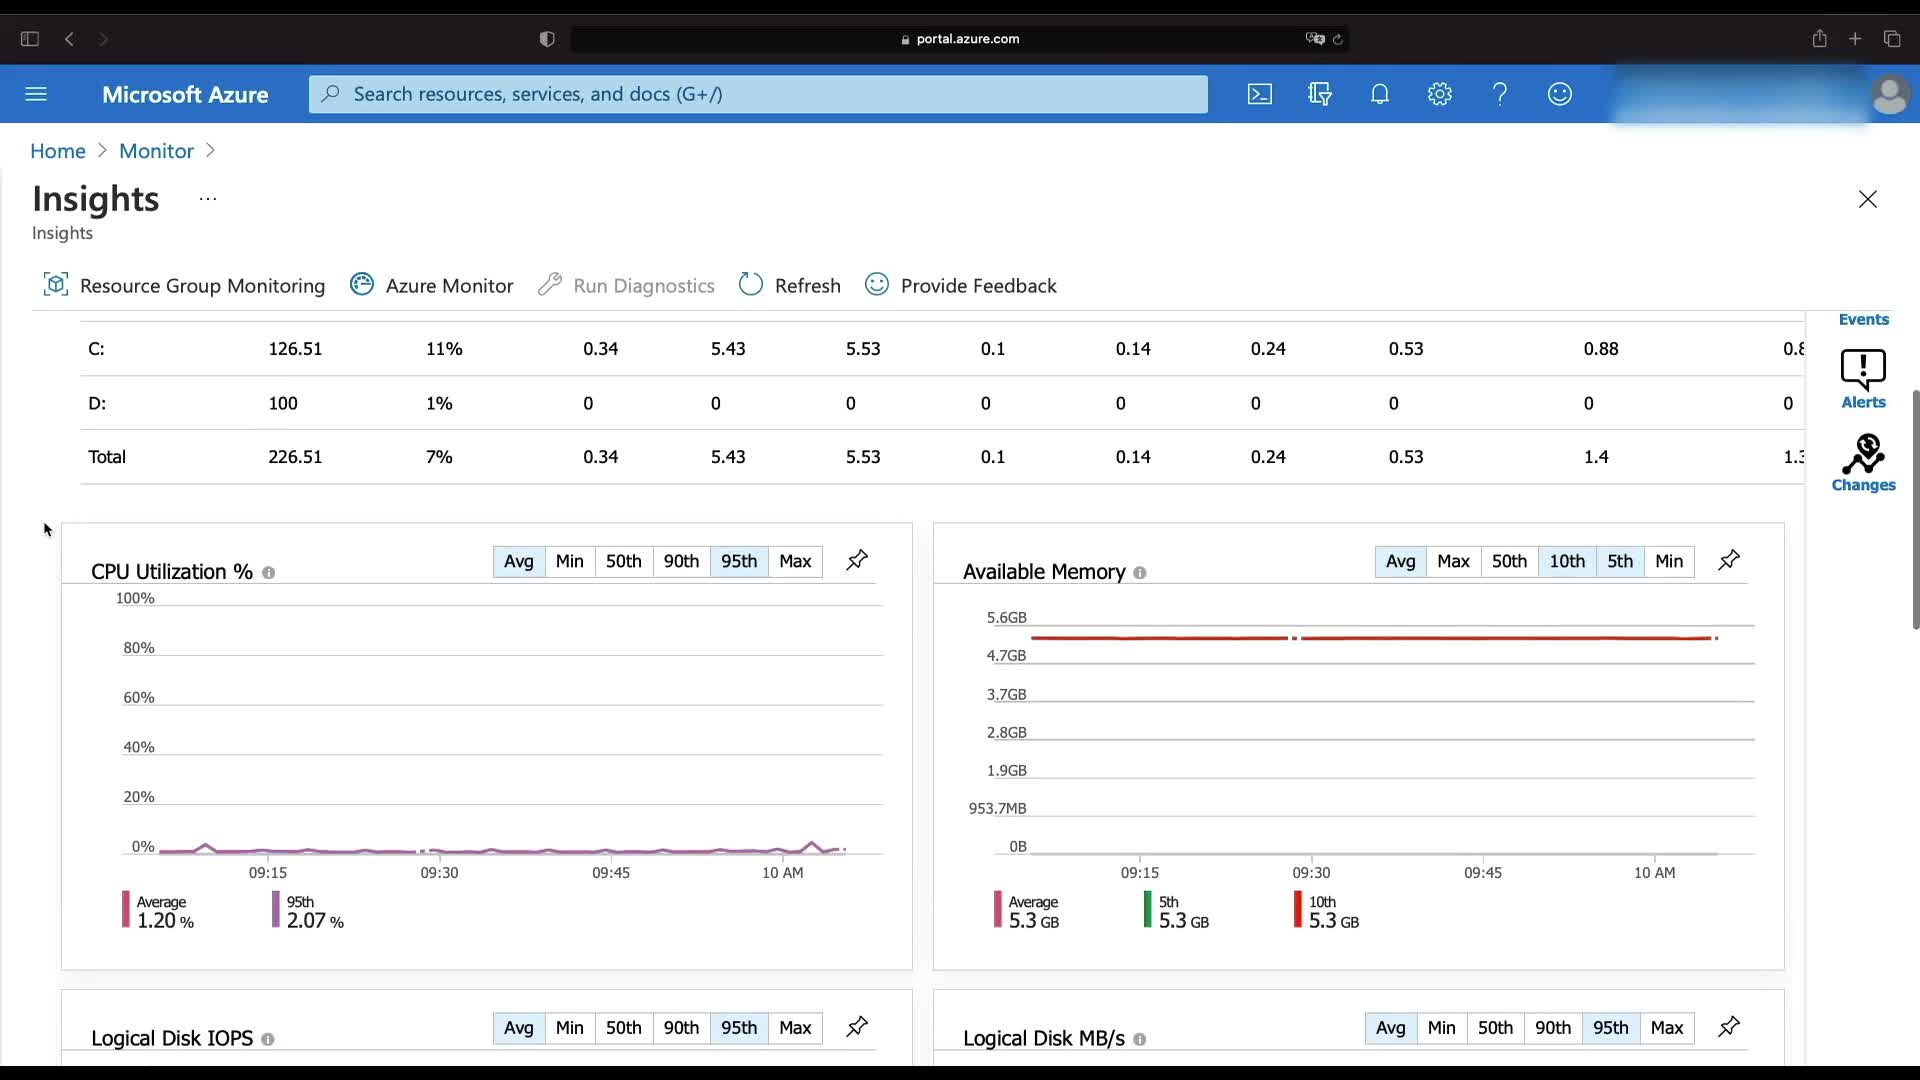 portal.azure.com
Microsoft Azure
Search resources, services, and docs (G+/)
Home > Monitor >
Insights ...
Insights
Resource Group Monitoring
Azure Monitor
Run Diagnostics
Refresh
Provide Feedback
C: 126.51 11% 0.34 5.43 5.53 0.1 0.14 0.24 0.53 0.88
D: 100 1% 0 0 0 0 0 0 0 0 0
Total 226.51 7% 0.34 5.43 5.53 0.1 0.14 0.24 0.53 1.4
Events
Alerts
Changes
CPU Utilization %
Avg Min 50th 90th 95th Max
100%
80%
60%
40%
20%
0%
09:15 09:30 09:45 10 AM
Average
1.20 %
95th
2.07 %
Available Memory
Avg Max 50th 10th 5th Min
5.6GB
4.7GB
3.7GB
2.8GB
1.9GB
953.7MB
0B
09:15 09:30 09:45 10 AM
Average
5.3 GB
5th
5.3 GB
10th
5.3 GB
Logical Disk IOPS
Avg Min 50th 90th 95th Max
Logical Disk MB/s
Avg Min 50th 90th 95th Max